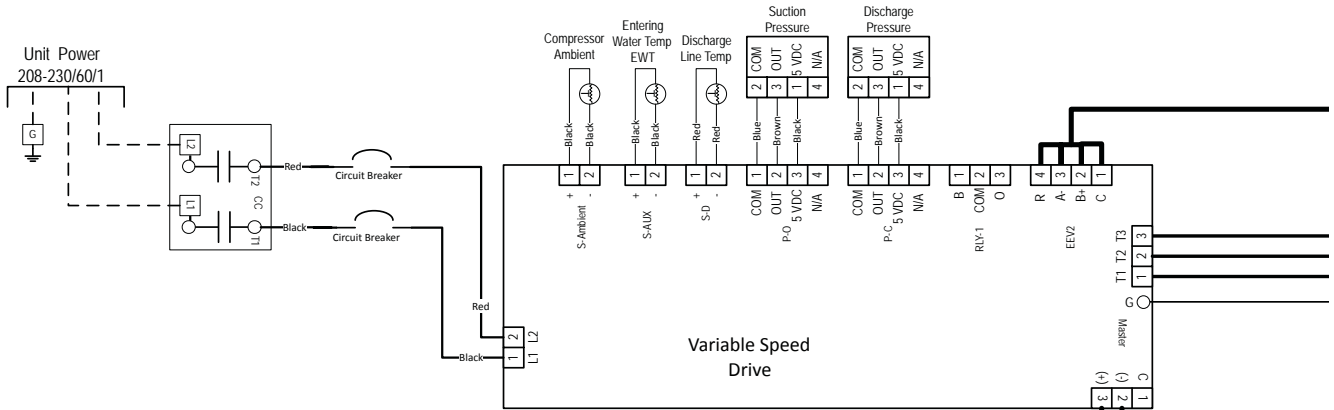 Unit Power
208-230/60/1
G
L2
L1
T2
CC
T1
Red
Circuit Breaker
Black
Circuit Breaker
Red
Black
2
1
L2
L1
Compressor
Ambient
Black
Black
1
2
+
-
S-Ambient
Entering
Water Temp
EWT
Black
Black
1
2
+
-
S-AUX
Discharge
Line Temp
Red
Red
1
2
+
-
S-D
Suction
Pressure
COM
OUT
5 VDC
N/A
2
3
1
4
Blue
Brown
Black
1
2
3
4
COM
OUT
5 VDC
N/A
P-O
Discharge
Pressure
COM
OUT
5 VDC
N/A
2
3
1
4
Blue
Brown
Black
1
2
3
4
COM
OUT
5 VDC
N/A
P-C
1
2
3
B
COM
O
RLY-1
4
3
2
1
R
A-
B+
C
EEV2
T3
T2
T1
3
2
1
G
Master
Variable Speed
Drive
(+)
(-)
C
3
2
1